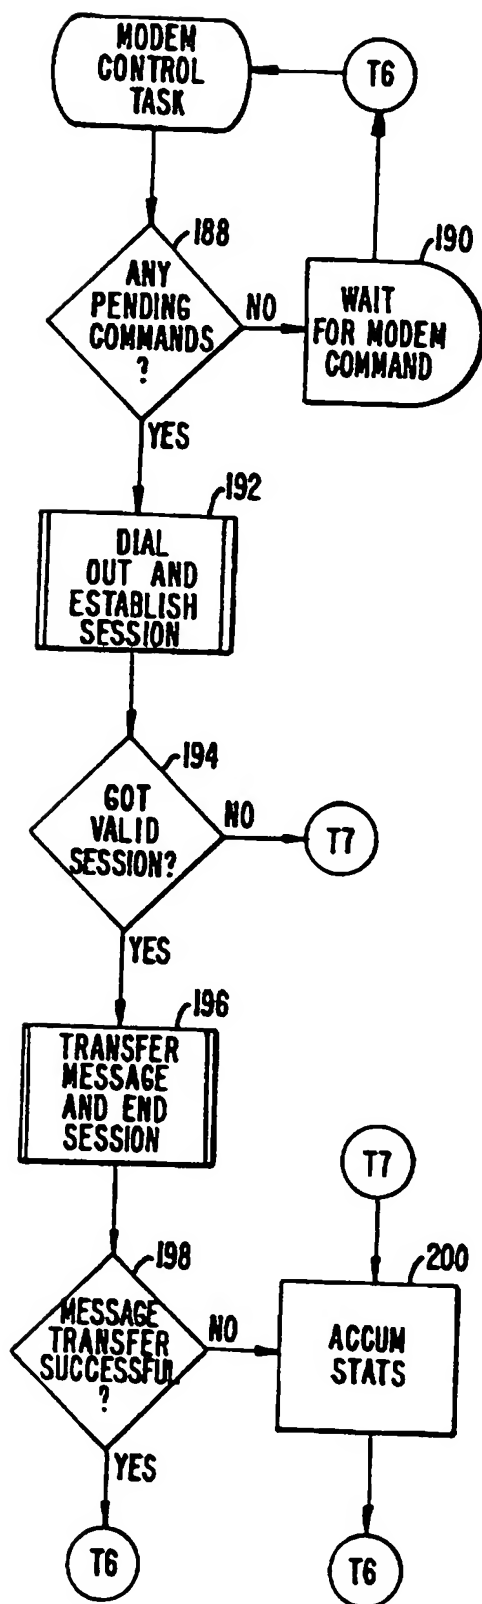 MODEM
CONTROL
TASK
T6
188
ANY
PENDING
COMMANDS
?
NO
190
WAIT
FOR MODEM
COMMAND
YES
192
DIAL
OUT AND
ESTABLISH
SESSION
194
GOT
VALID
SESSION?
NO
T7
YES
196
TRANSFER
MESSAGE
AND END
SESSION
T7
198
MESSAGE
TRANSFER
SUCCESSFUL
?
NO
200
ACCUM
STATS
YES
T6
T6